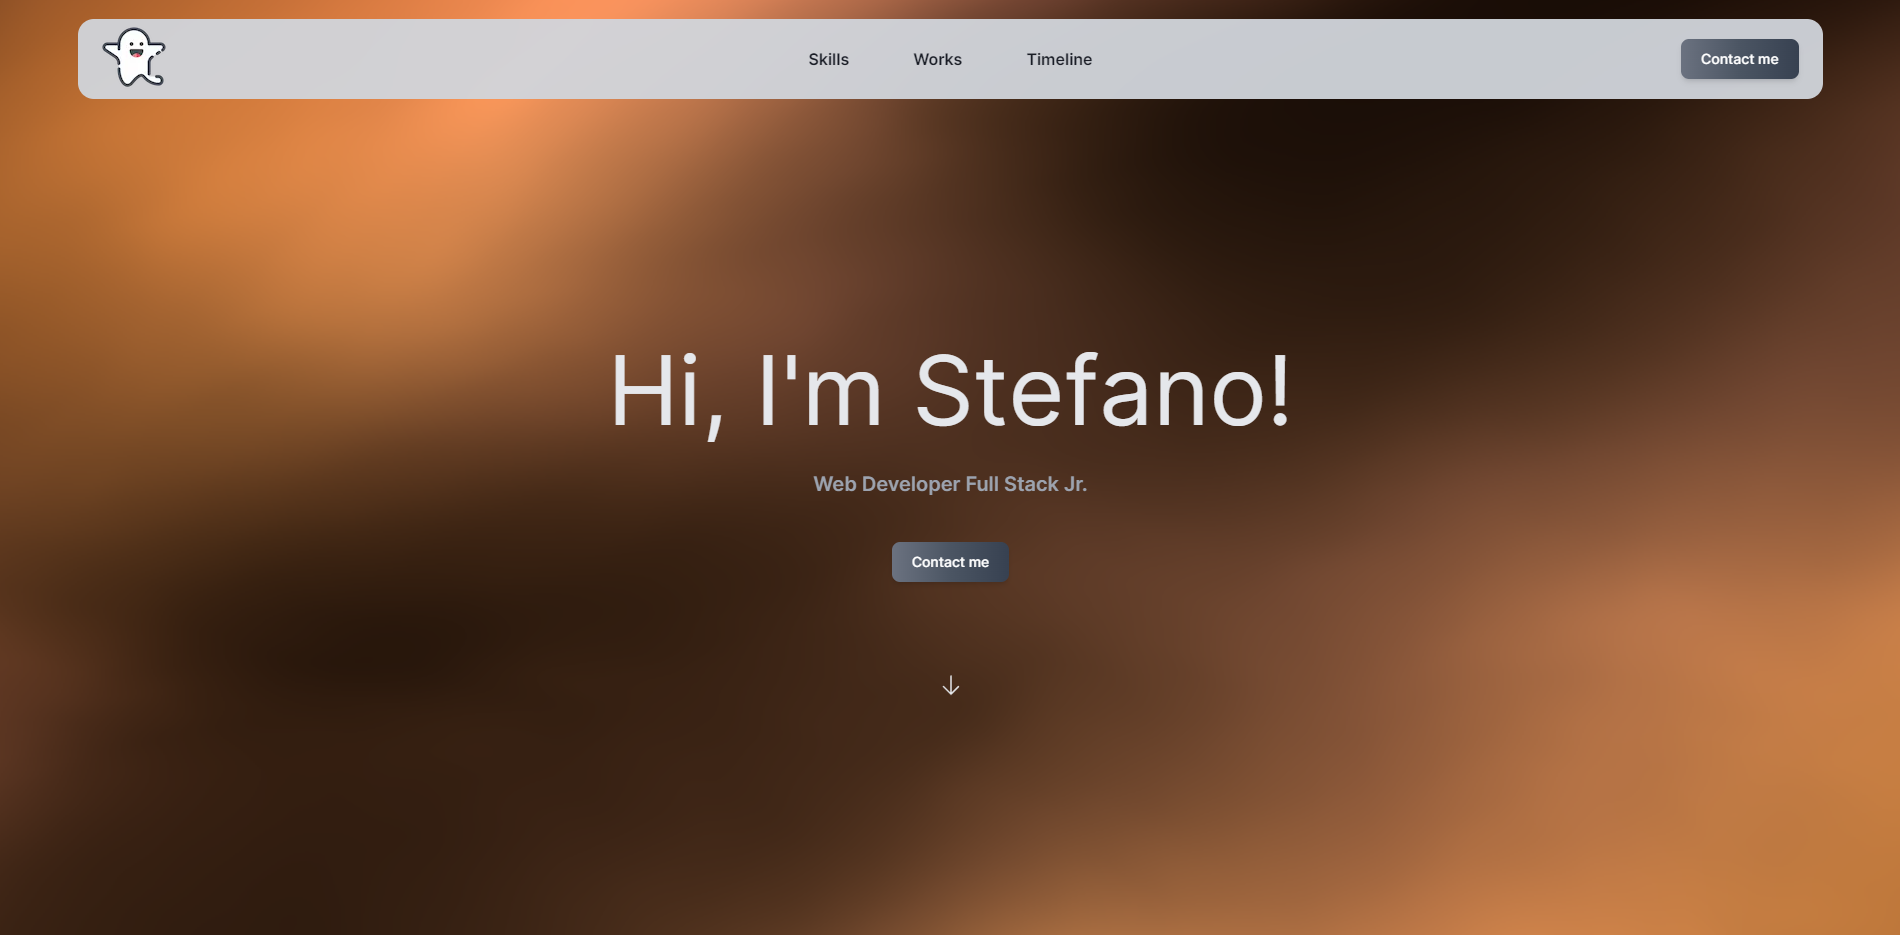 Skills
Works
Timeline
Contact me
Hi, I'm Stefano!
Web Developer Full Stack Jr.
Contact me